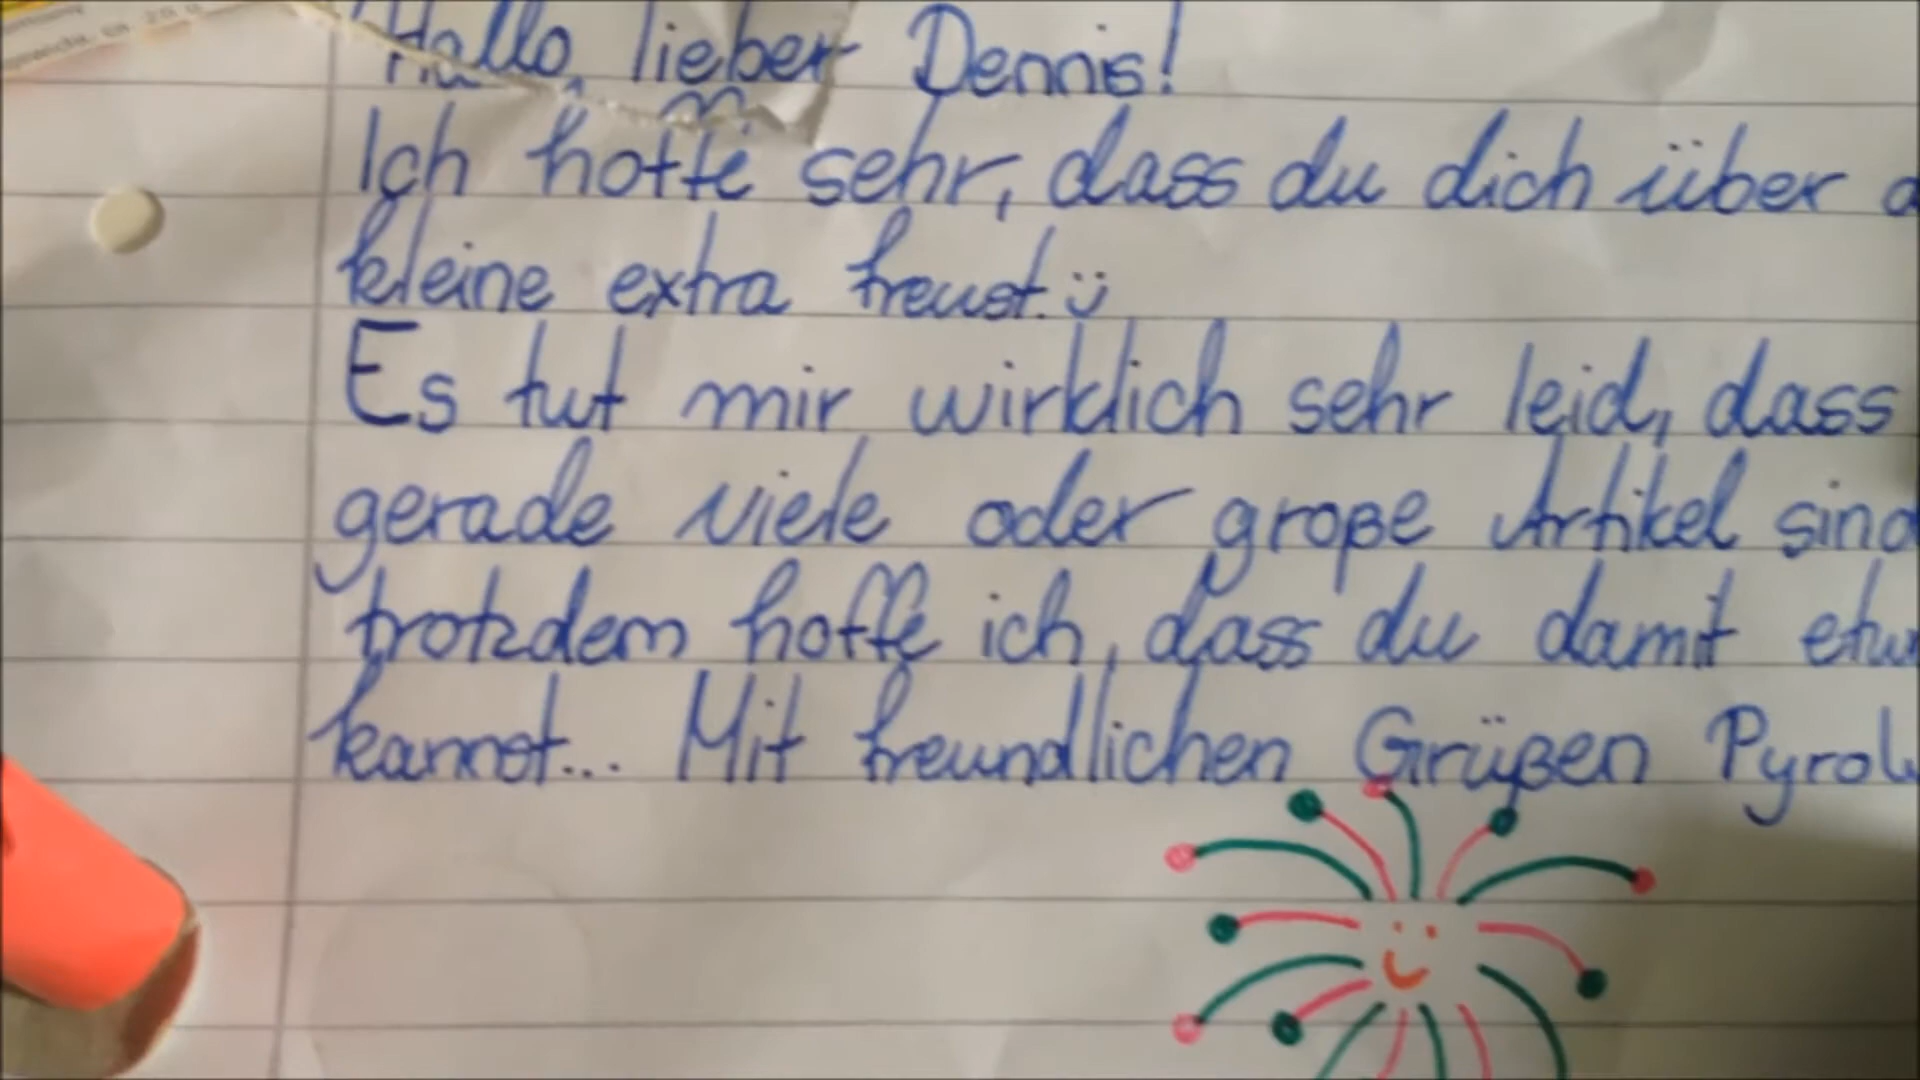 Hallo, lieber Dennis!
Ich hoffe sehr, dass du dich über
kleine extra freust. :)
Es tut mir wirklich sehr leid, dass
gerade viele oder große Artikel sind
trotzdem hoffe ich, dass du damit
kannst... Mit freundlichen Grüßen